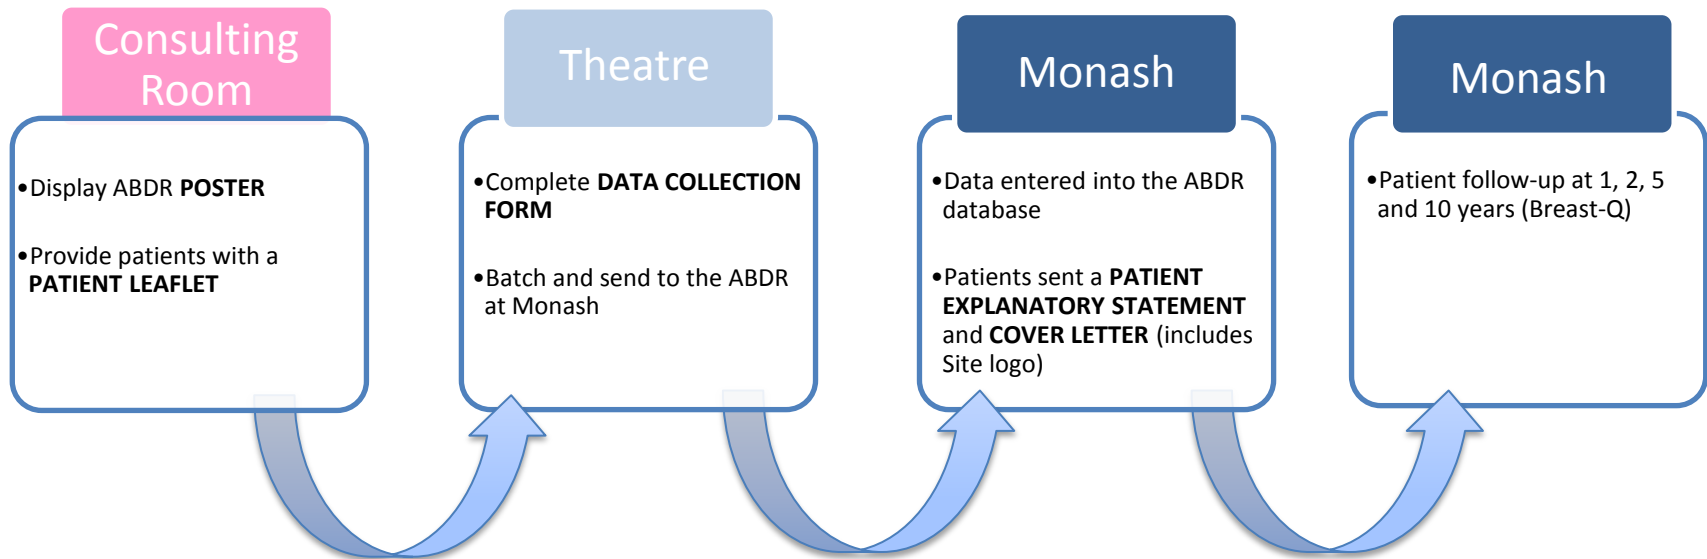 Consulting
Room
•Display ABDR POSTER
•Provide patients with a
PATIENT LEAFLET
Theatre
•Complete DATA COLLECTION
FORM
•Batch and send to the ABDR
at Monash
Monash
•Data entered into the ABDR
database
•Patients sent a PATIENT
EXPLANATORY STATEMENT
and COVER LETTER (includes
Site logo)
Monash
•Patient follow-up at 1, 2, 5
and 10 years (Breast-Q)